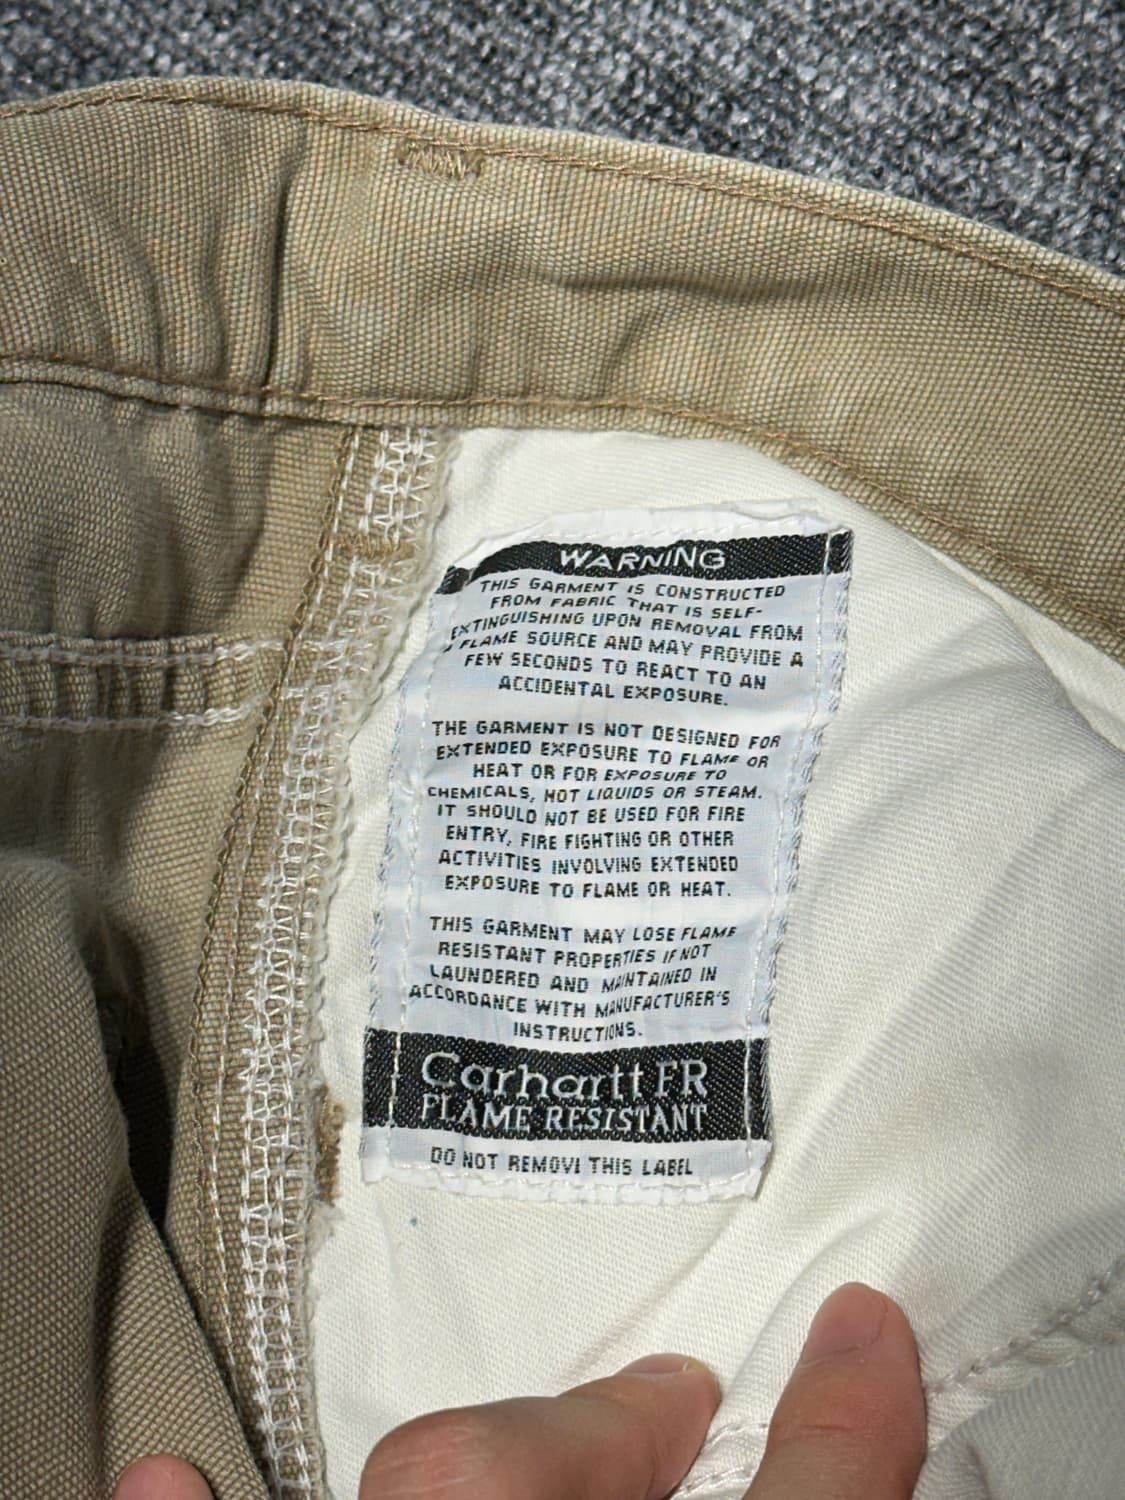 WARNING
THIS GARMENT IS CONSTRUCTED
FROM FABRIC THAT IS SELF-
EXTINGUISHING UPON REMOVAL FROM
A FLAME SOURCE AND MAY PROVIDE A
FEW SECONDS TO REACT TO AN
ACCIDENTAL EXPOSURE.
THE GARMENT IS NOT DESIGNED FOR
EXTENDED EXPOSURE TO FLAME OR
HEAT OR FOR EXPOSURE TO
CHEMICALS, HOT LIQUIDS OR STEAM.
IT SHOULD NOT BE USED FOR FIRE
ENTRY, FIRE FIGHTING OR OTHER
ACTIVITIES INVOLVING EXTENDED
EXPOSURE TO FLAME OR HEAT.
THIS GARMENT MAY LOSE FLAME
RESISTANT PROPERTIES IF NOT
LAUNDERED AND MAINTAINED IN
ACCORDANCE WITH MANUFACTURER'S
INSTRUCTIONS.
Carhartt FR
FLAME RESISTANT
DO NOT REMOVE THIS LABEL